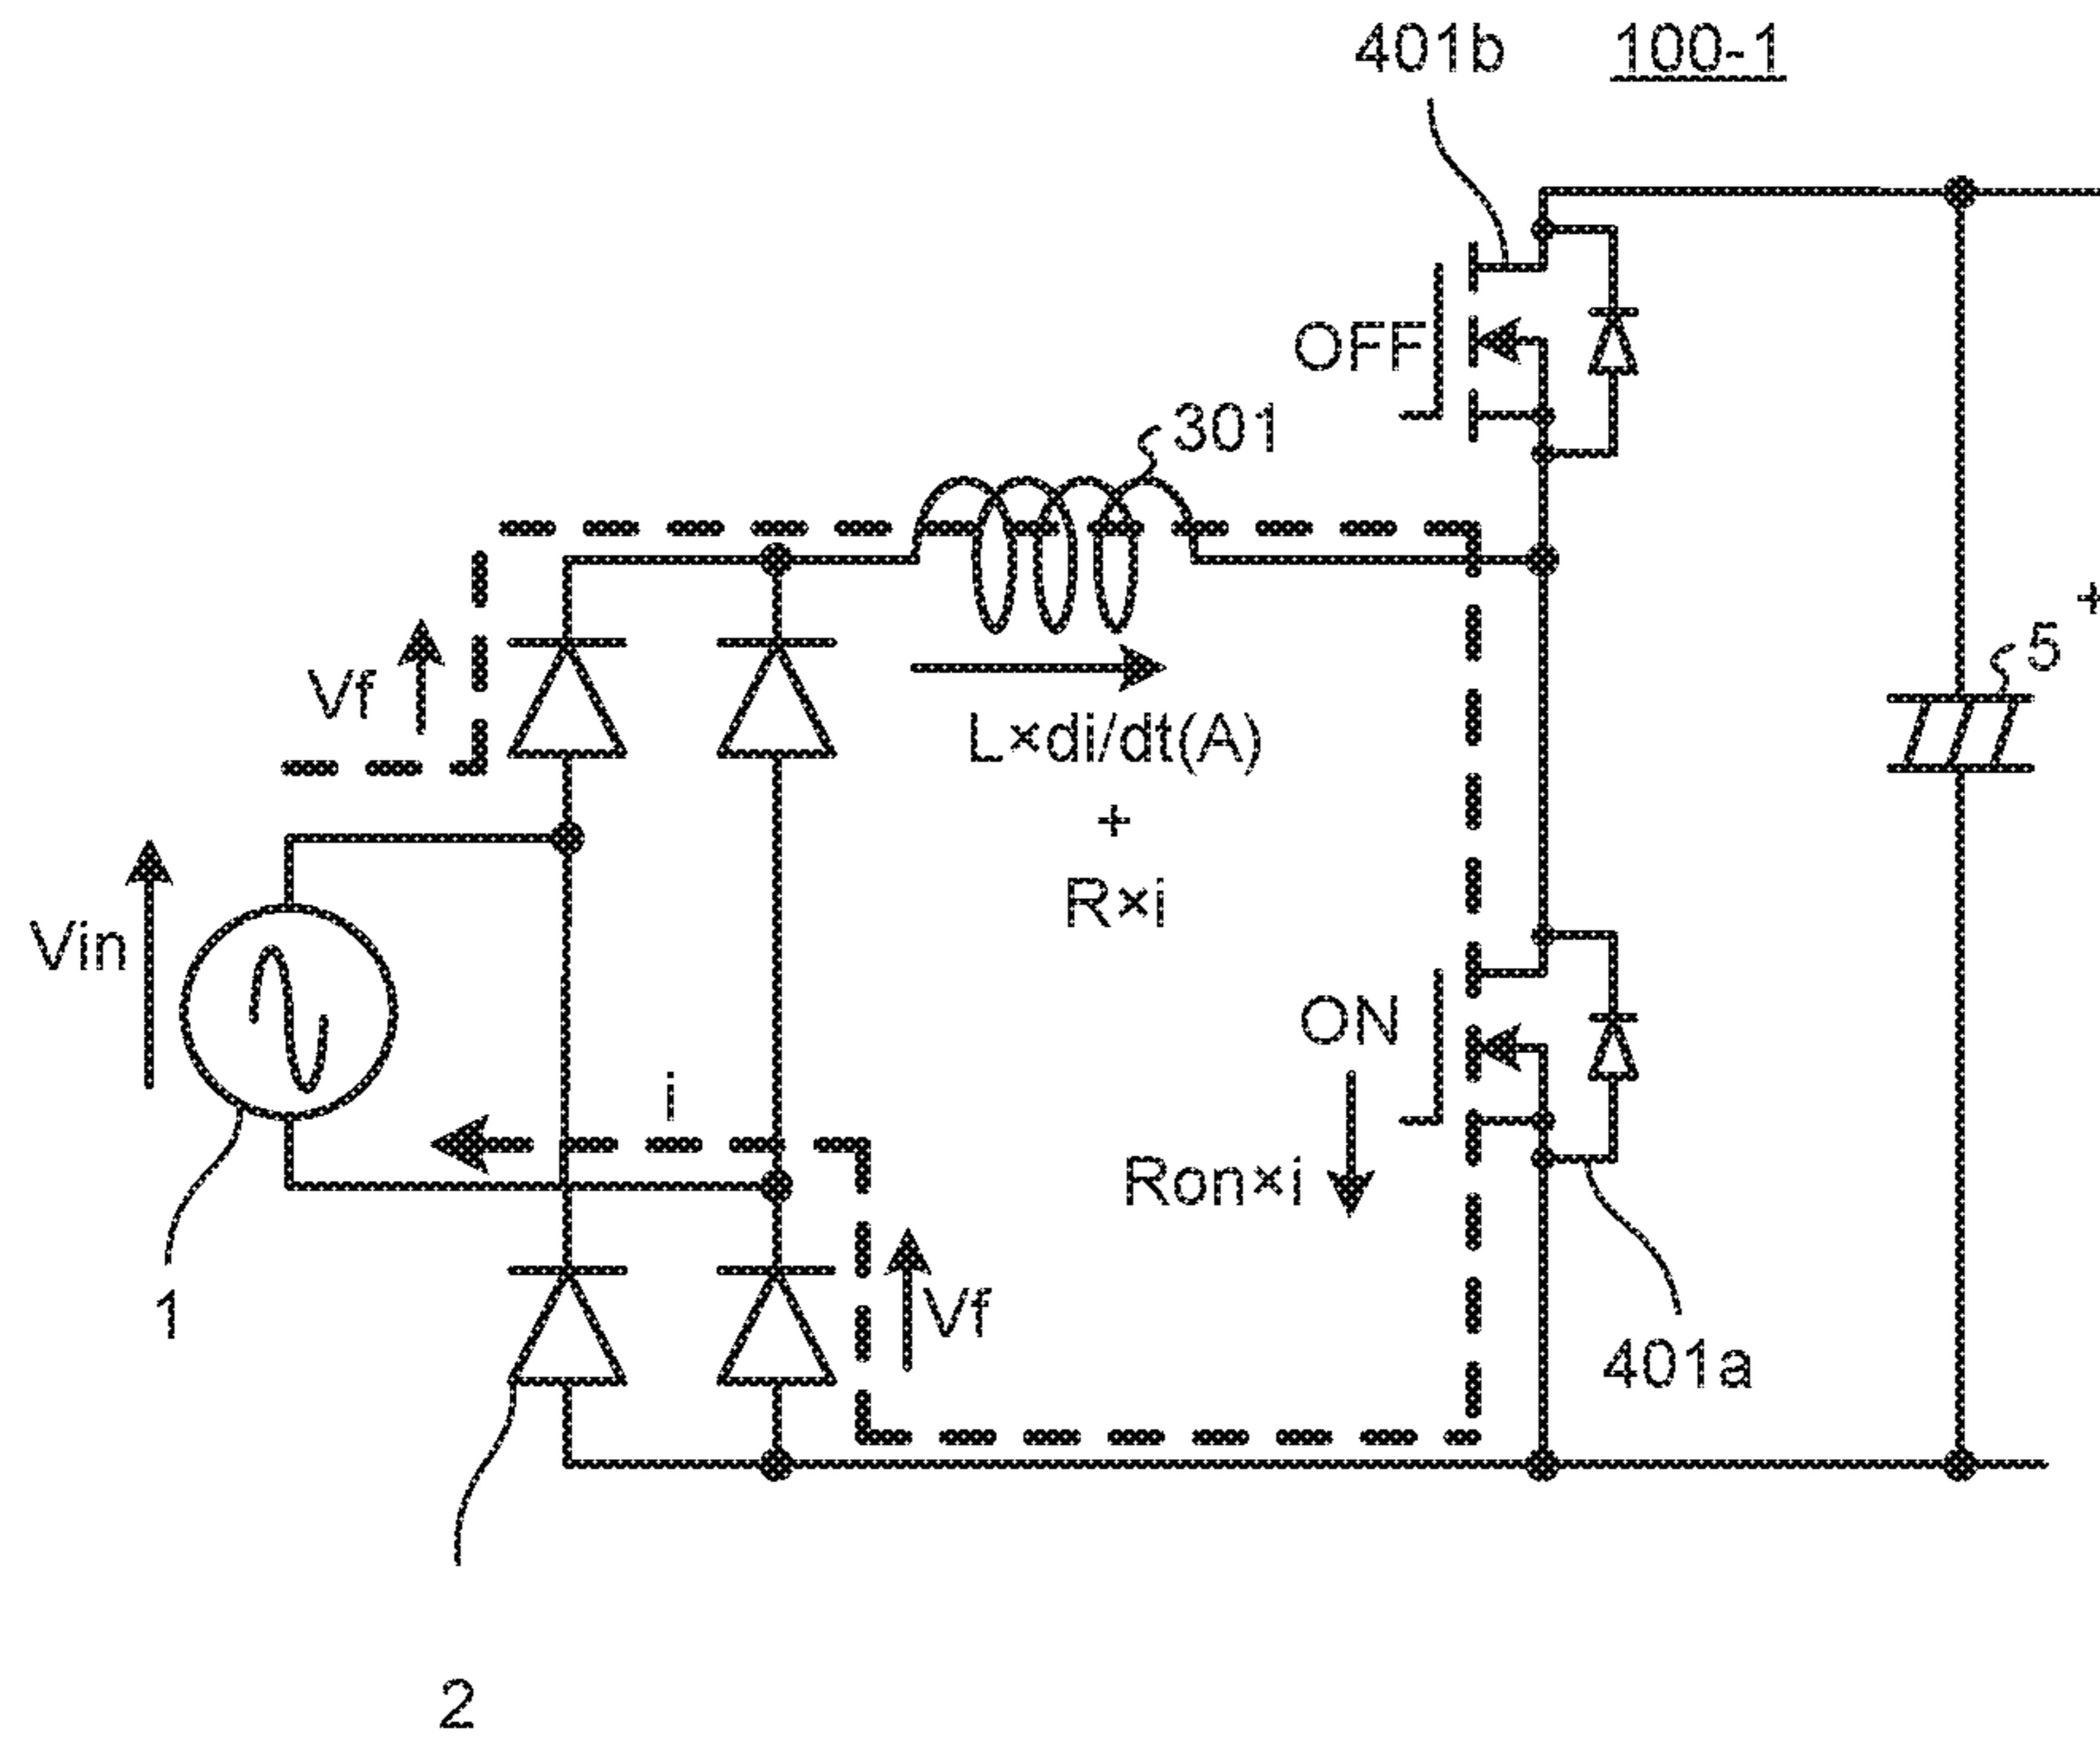 401b
100-1
OFF
301
+
5
Vf
L×di/dt(A)
+
R×i
Vin
ON
i
Ron×i
Vf
1
401a
2